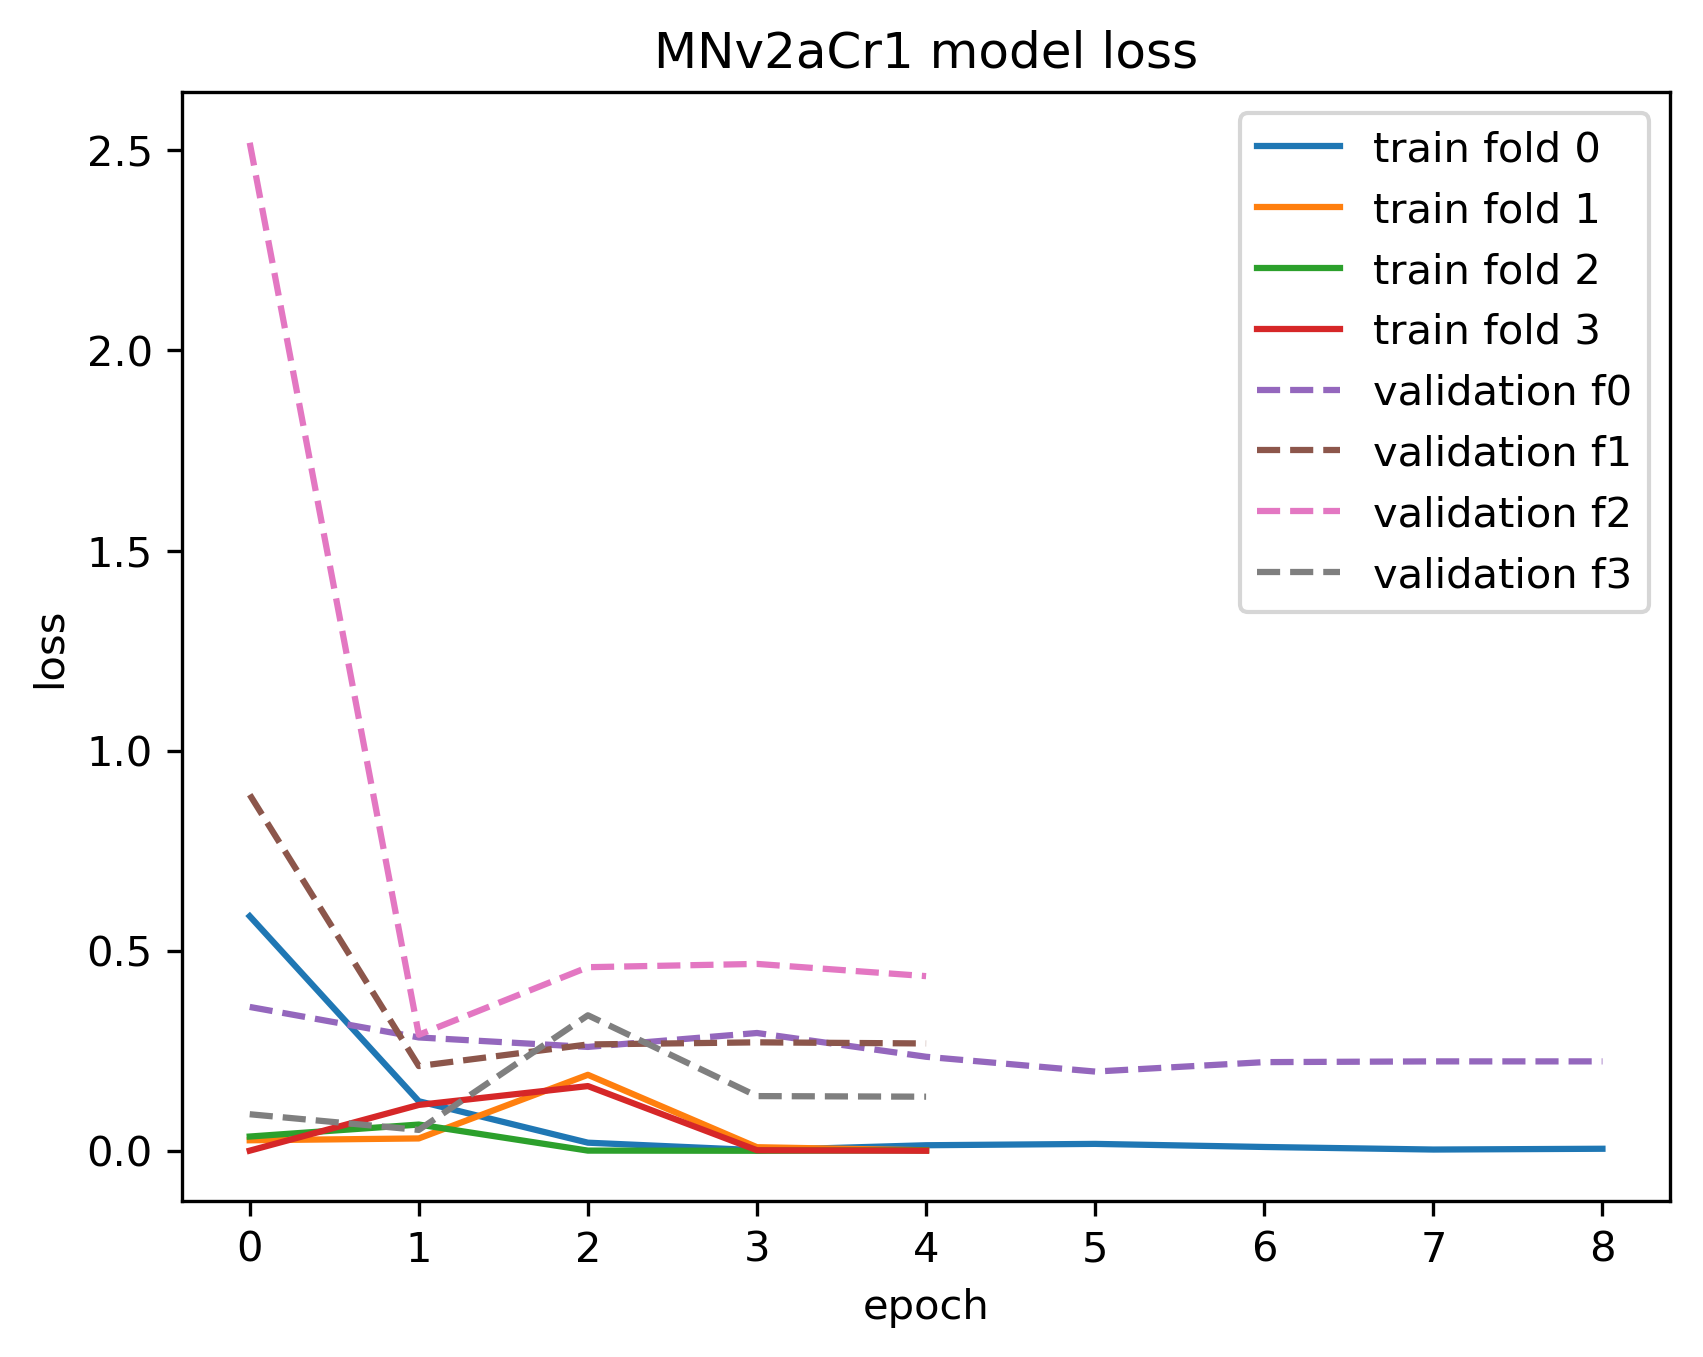 MNv2aCr1 model loss
train fold 0
train fold 1
train fold 2
train fold 3
validation f0
validation f1
validation f2
validation f3
2.5
2.0
1.5
1.0
0.5
0.0
loss
0 1 2 3 4 5 6 7 8
epoch